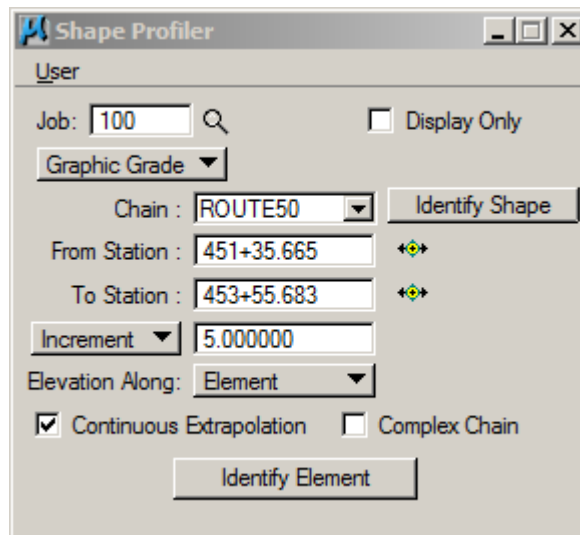 Shape Profiler
User
Job: 100 Display Only
Graphic Grade
Chain : ROUTE50 Identify Shape
From Station : 451+35.665
To Station : 453+55.683
Increment 5.000000
Elevation Along: Element
Continuous Extrapolation Complex Chain
Identify Element